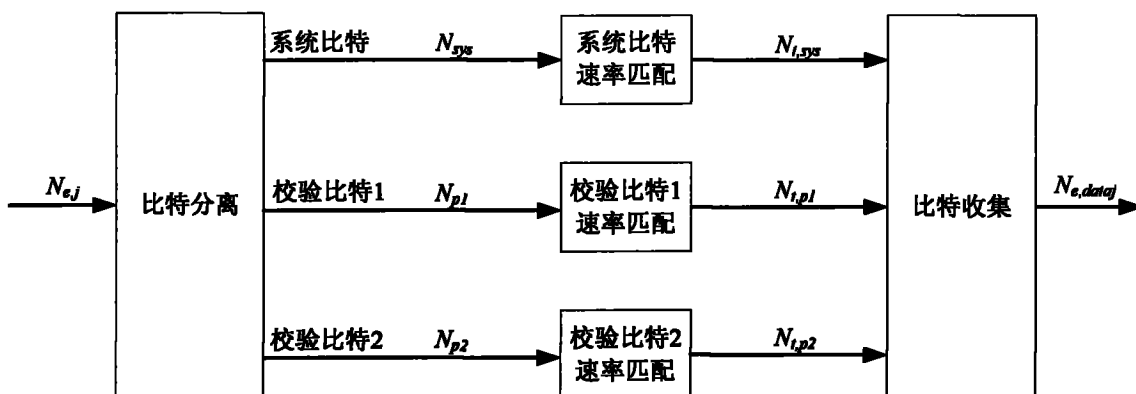 系统比特 N_sys
系统比特
速率匹配
N_t,sys
N_e,j
比特分离
校验比特1 N_p1
校验比特1
速率匹配
N_t,p1
比特收集
N_e,dataj
校验比特2 N_p2
校验比特2
速率匹配
N_t,p2